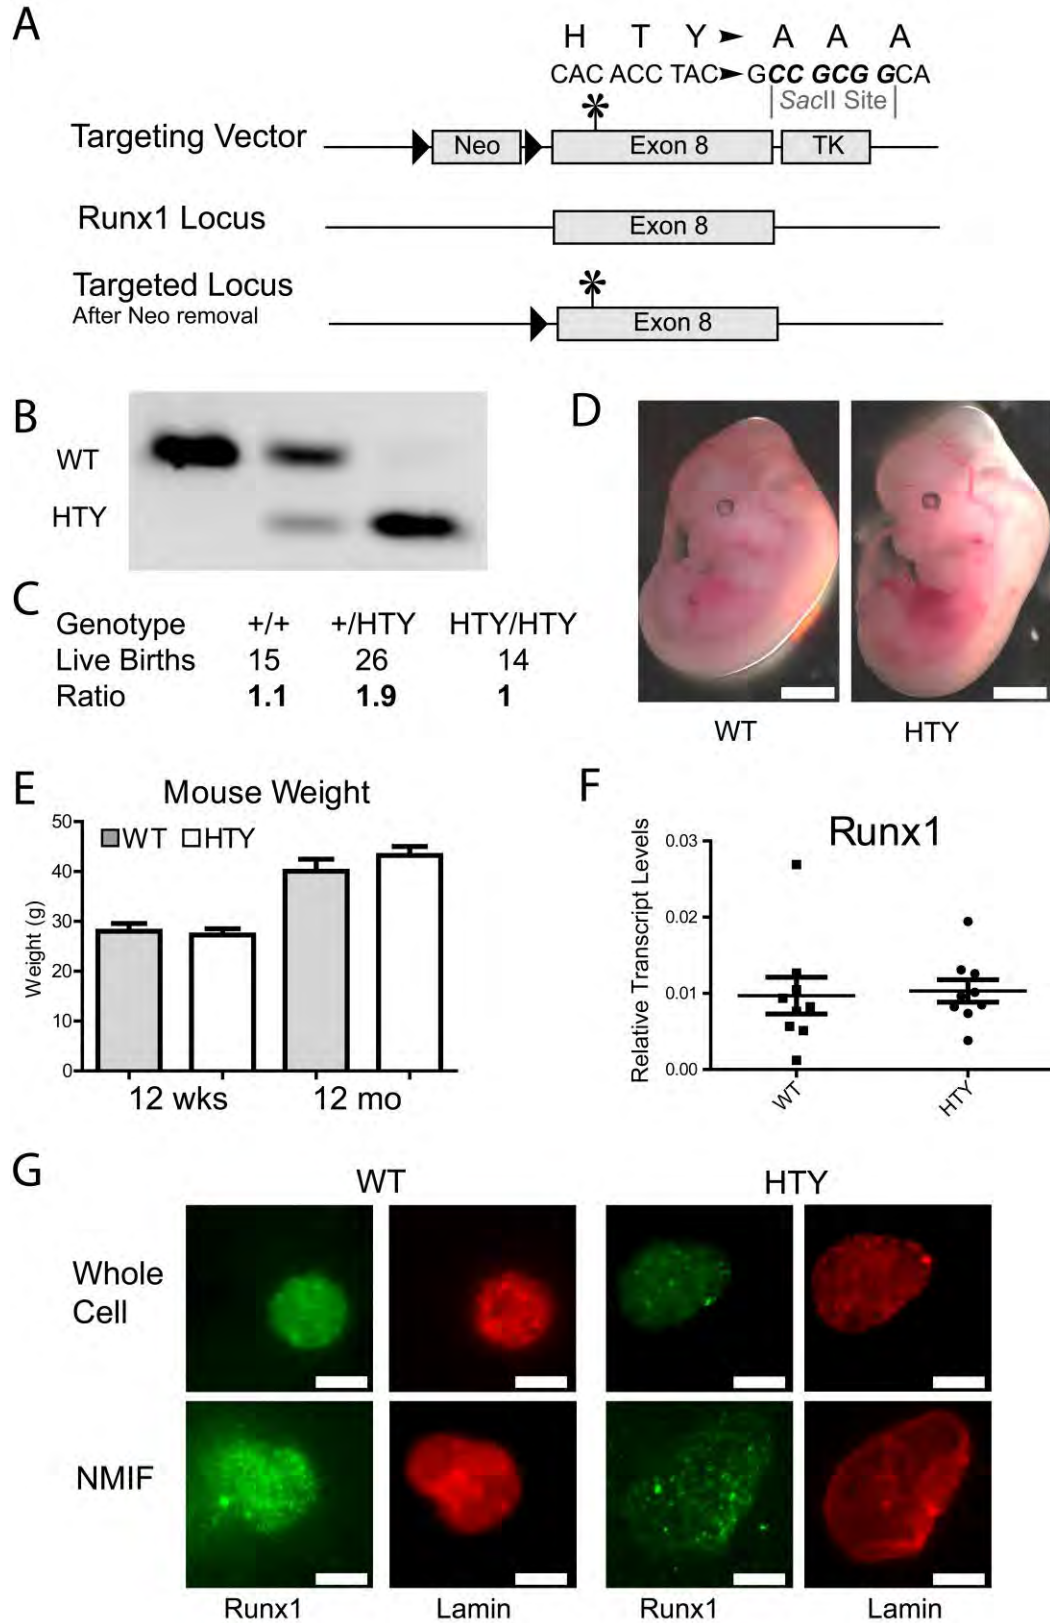 A
H T Y ➤ A A A
CAC ACC TAC➤GCC GCG GCA
SacII Site
*
Targeting Vector
Neo Exon 8 TK
Runx1 Locus
Exon 8
*
Targeted Locus
After Neo removal
Exon 8
B
WT
HTY
C
Genotype +/+ +/HTY HTY/HTY
Live Births 15 26 14
Ratio 1.1 1.9 1
D
WT HTY
E
Mouse Weight
WT HTY
Weight (g)
50
40
30
20
10
0
12 wks 12 mo
F
Runx1
Relative Transcript Levels
0.03
0.02
0.01
0.00
WT HTY
G
WT HTY
Whole
Cell
NMIF
Runx1 Lamin Runx1 Lamin